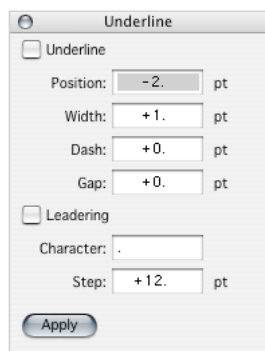 Underline
Underline
Position: -2. pt
Width: +1. pt
Dash: +0. pt
Gap: +0. pt
Leadering
Character: .
Step: +12. pt
Apply